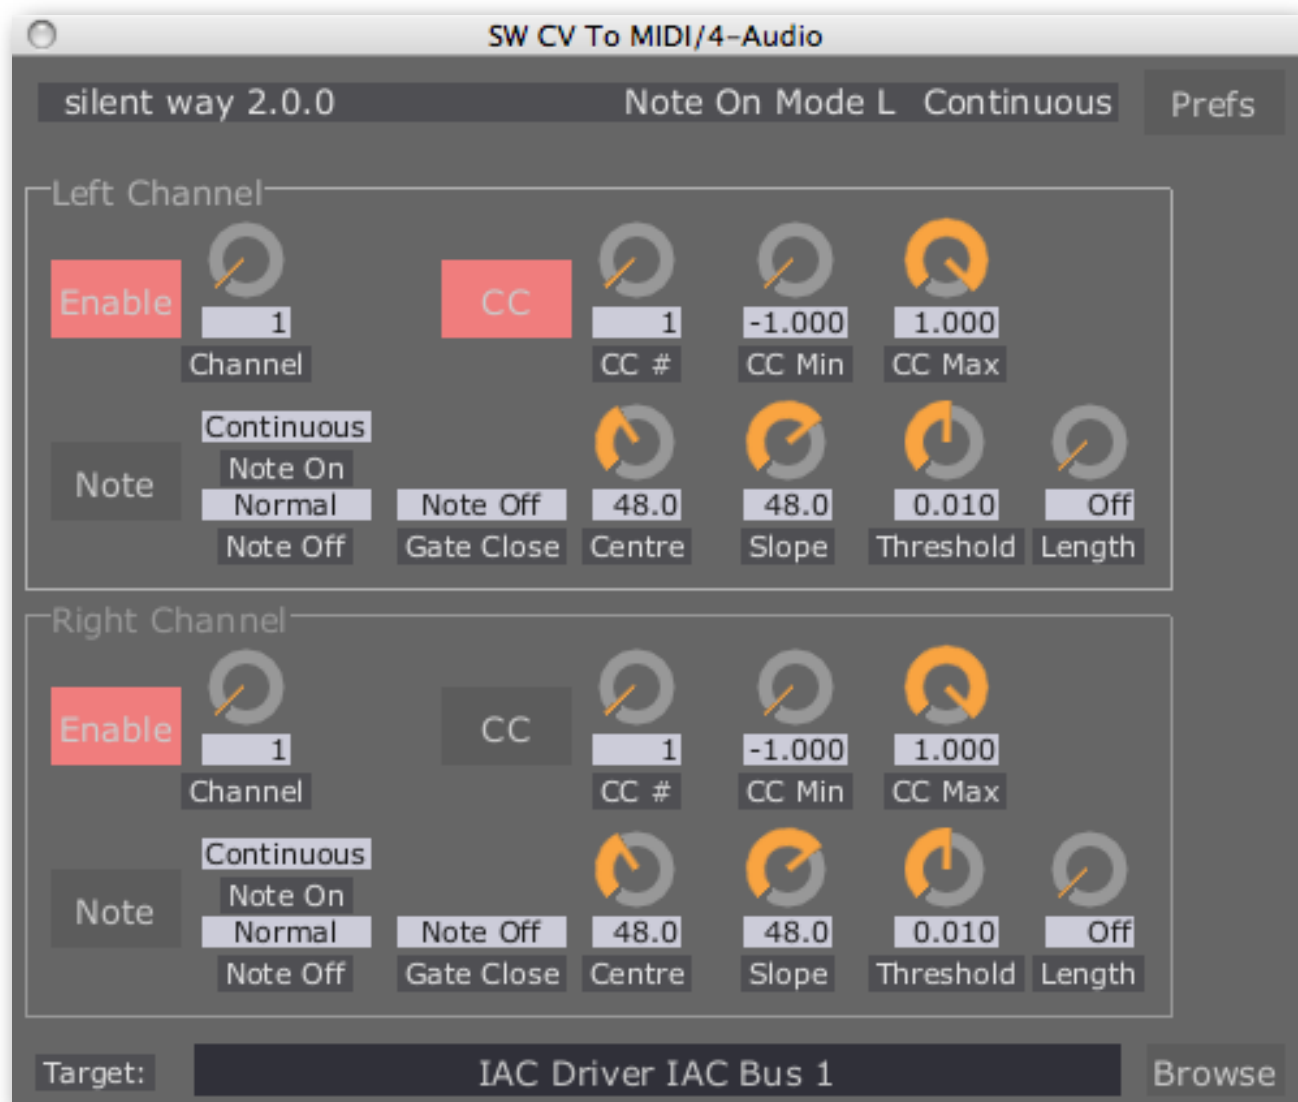 SW CV To MIDI/4-Audio
silent way 2.0.0 Note On Mode L Continuous Prefs
Left Channel
Enable CC
1 1 -1.000 1.000
Channel CC # CC Min CC Max
Continuous
Note On
Note
Normal Note Off 48.0 48.0 0.010 Off
Note Off Gate Close Centre Slope Threshold Length
Right Channel
Enable CC
1 1 -1.000 1.000
Channel CC # CC Min CC Max
Continuous
Note On
Note
Normal Note Off 48.0 48.0 0.010 Off
Note Off Gate Close Centre Slope Threshold Length
Target: IAC Driver IAC Bus 1 Browse